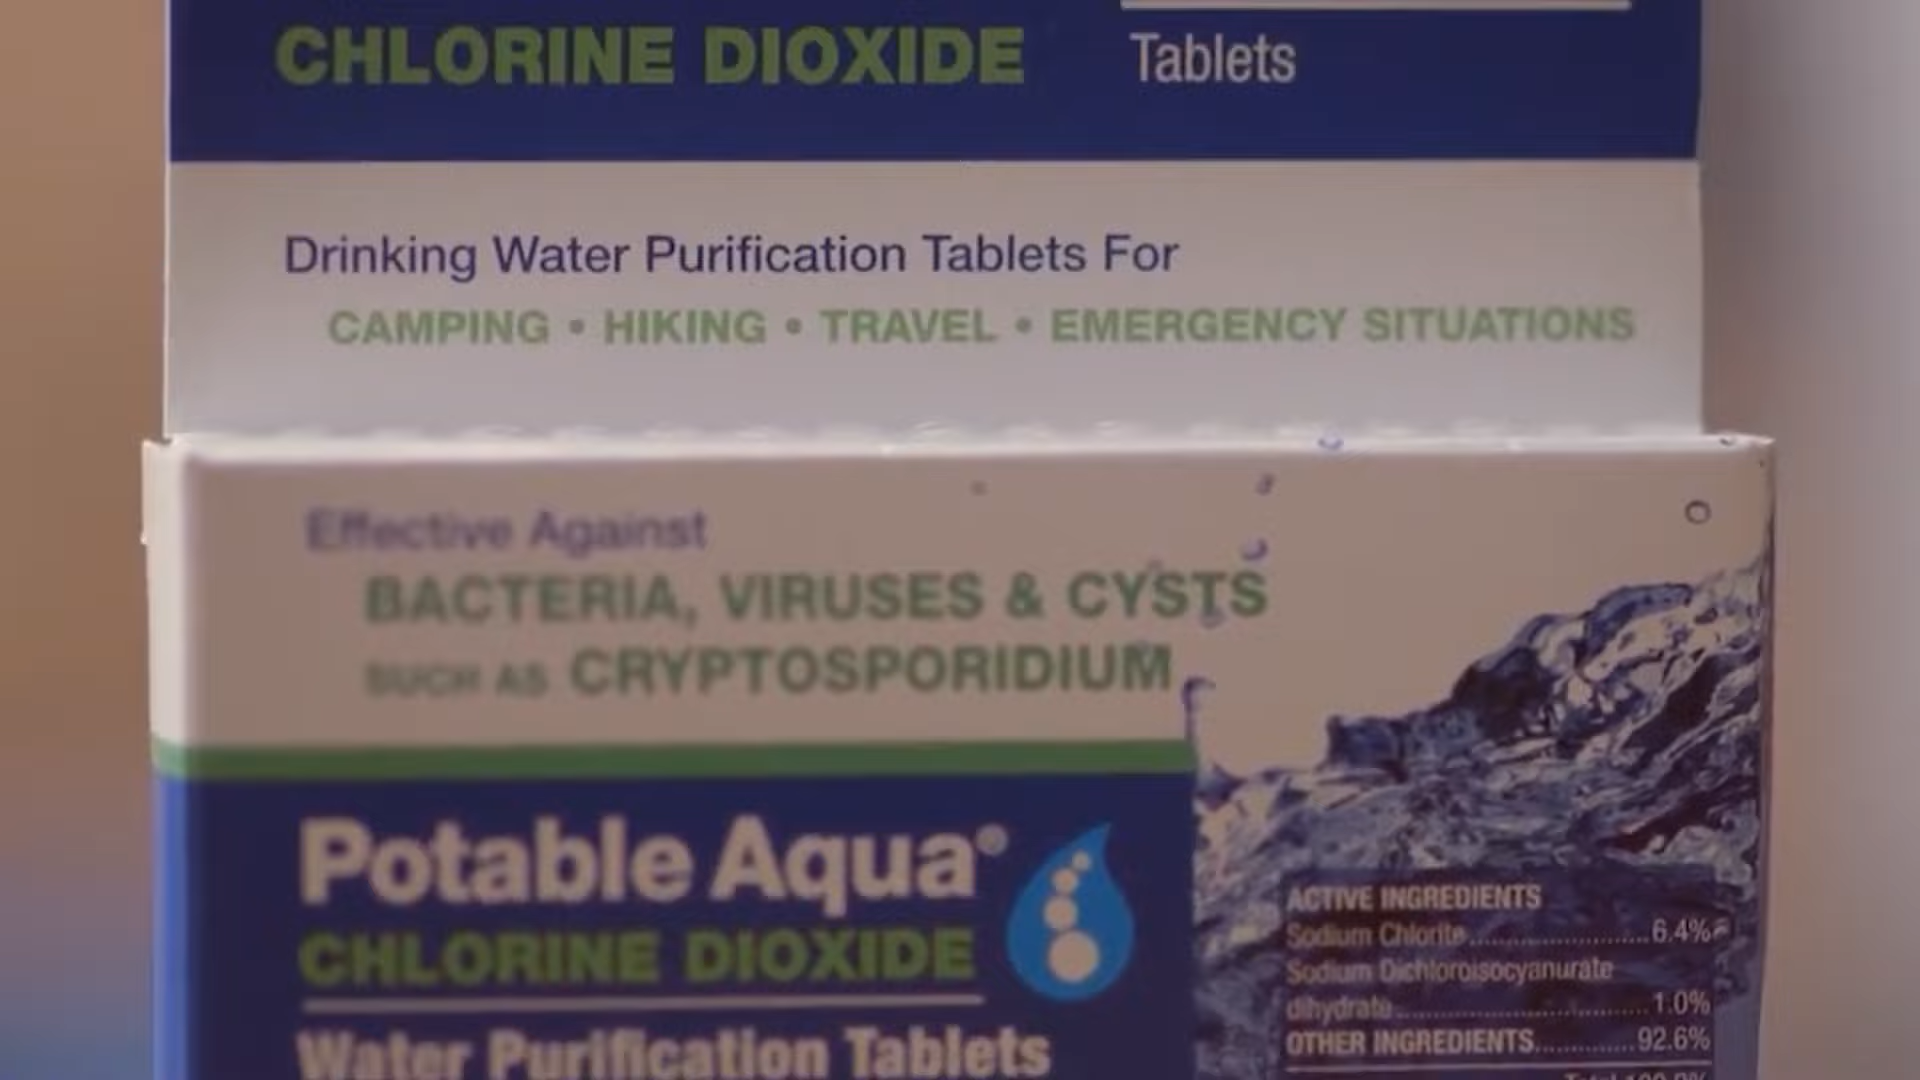 CHLORINE DIOXIDE
Tablets
Drinking Water Purification Tablets For
CAMPING • HIKING • TRAVEL • EMERGENCY SITUATIONS
Effective Against
BACTERIA, VIRUSES & CYSTS
SUCH AS CRYPTOSPORIDIUM
Potable Aqua®
CHLORINE DIOXIDE
Water Purification Tablets
ACTIVE INGREDIENTS
Sodium Chlorite.......................6.4%
Sodium Dichloroisocyanurate
dihydrate.................................1.0%
OTHER INGREDIENTS.............92.6%